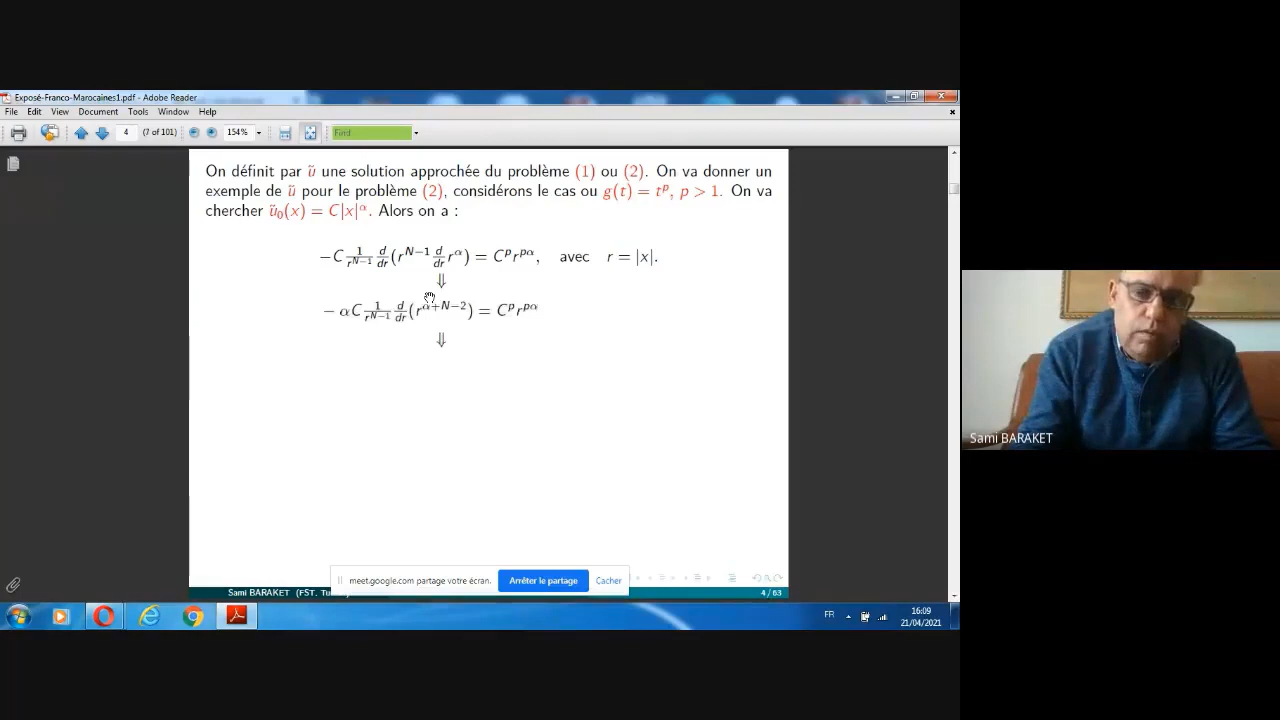 Exposé-Franco-Marocaines1.pdf - Adobe Reader
File Edit View Document Tools Window Help
4 (7 of 101) 154% Find
On définit par ũ une solution approchée du problème (1) ou (2). On va donner un
exemple de ũ pour le problème (2), considérons le cas ou g(t) = t^p, p > 1. On va
chercher ũ₀(x) = C|x|^α. Alors on a :
−C 1/r^{N−1} d/dr (r^{N−1} d/dr r^α) = C^p r^{pα}, avec r = |x|.
⇓
− αC 1/r^{N−1} d/dr (r^{α+N−2}) = C^p r^{pα}
⇓
Sami BARAKET
meet.google.com partage votre écran. Arrêter le partage Cacher
Sami BARAKET (FST. 4 / 63
FR 16:09
21/04/2021